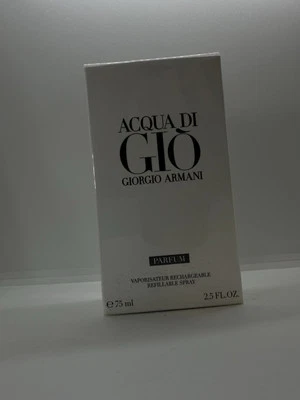 ACQUA DI
GIÒ
GIORGIO ARMANI
PARFUM
VAPORISATEUR RECHARGEABLE
REFILLABLE SPRAY
℮ 75 ml 2.5 FL. OZ.